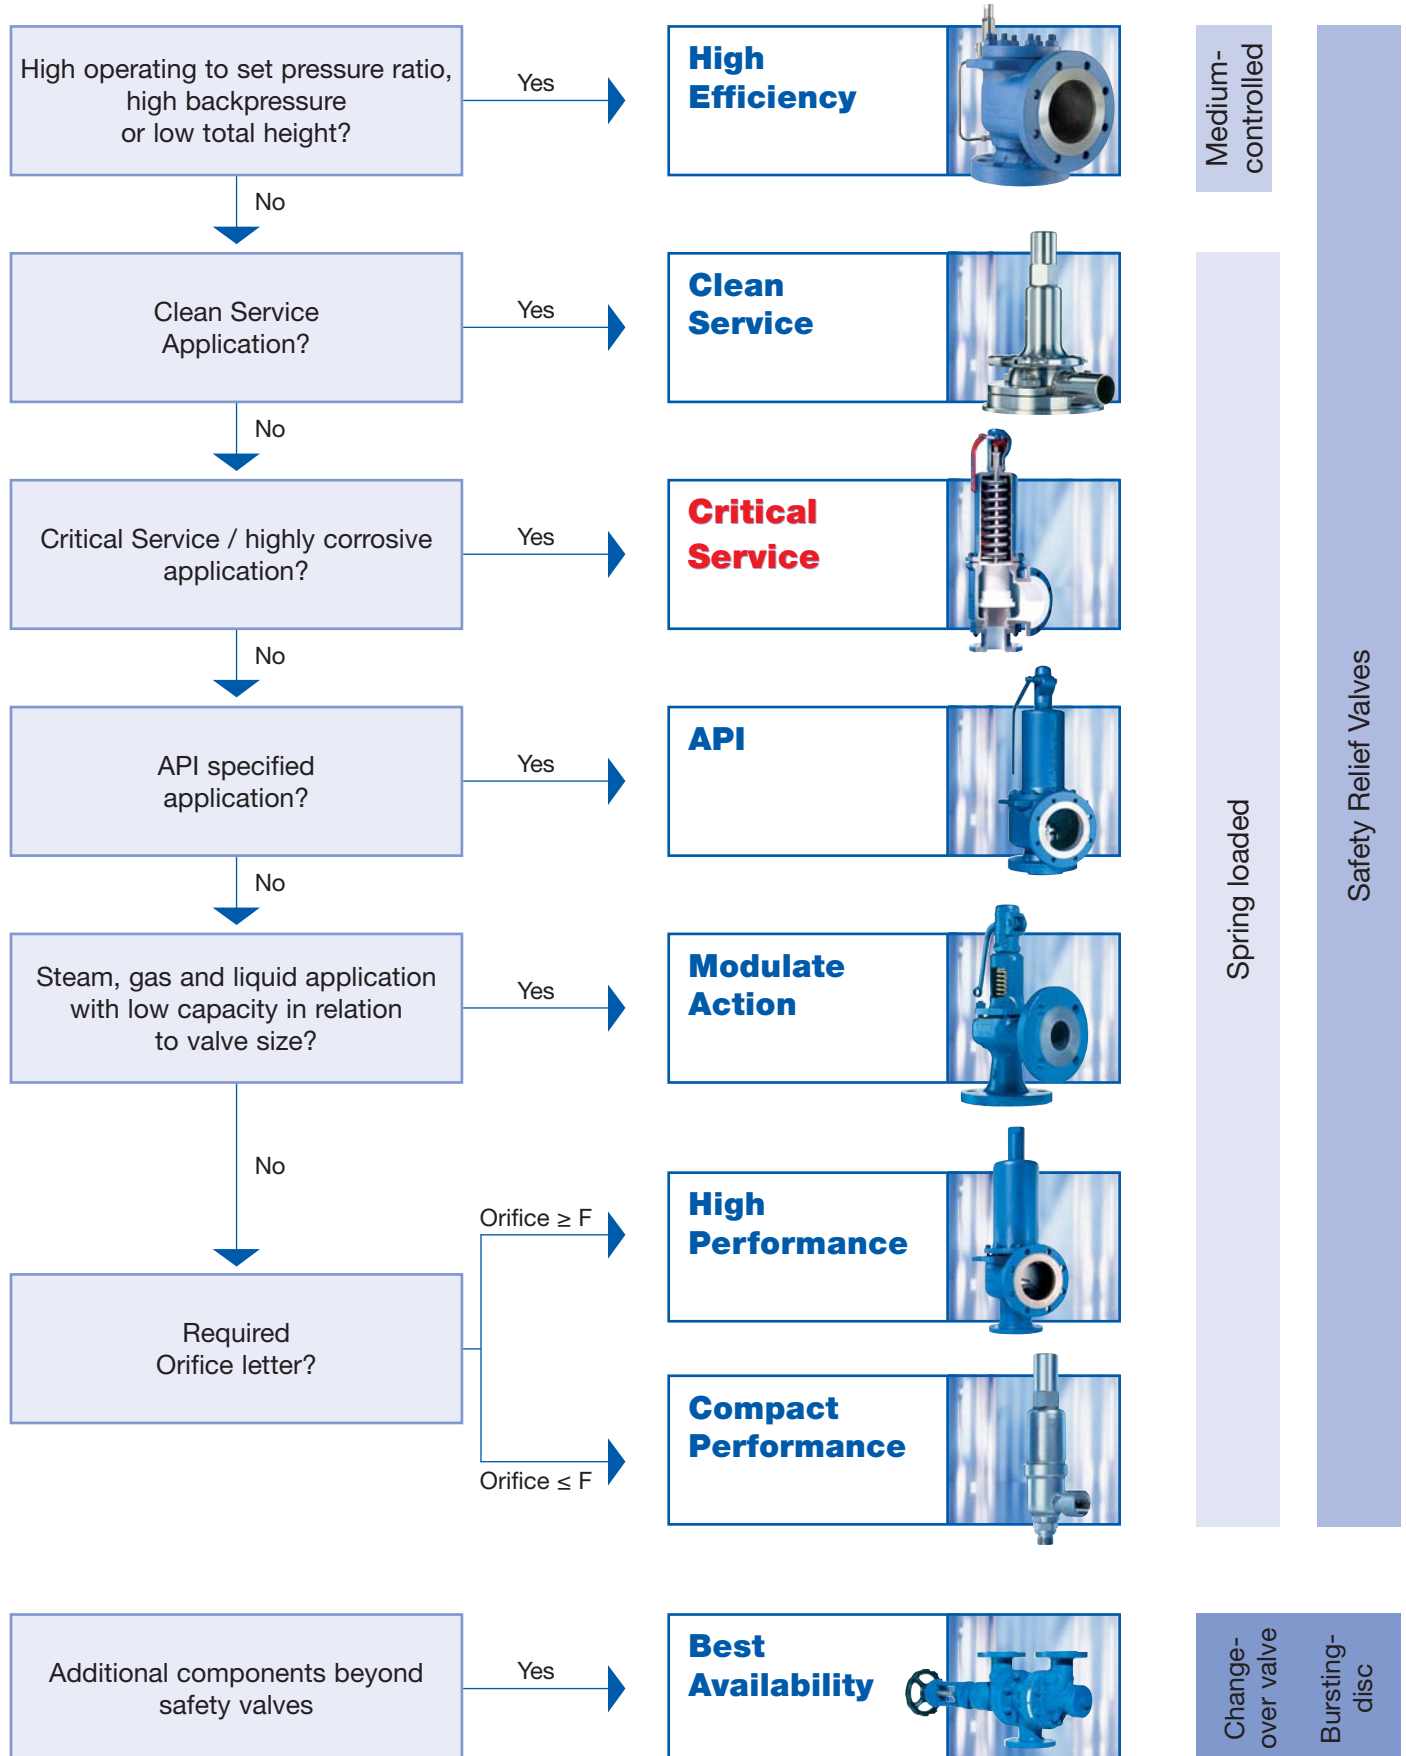 High operating to set pressure ratio,
high backpressure
or low total height?
Yes
High
Efficiency
Medium-
controlled
No
Clean Service
Application?
Yes
Clean
Service
No
Critical Service / highly corrosive
application?
Yes
Critical
Service
No
API specified
application?
Yes
API
No
Steam, gas and liquid application
with low capacity in relation
to valve size?
Yes
Modulate
Action
No
Required
Orifice letter?
Orifice ≥ F
High
Performance
Orifice ≤ F
Compact
Performance
Spring loaded
Safety Relief Valves
Additional components beyond
safety valves
Yes
Best
Availability
Change-
over valve
Bursting-
disc